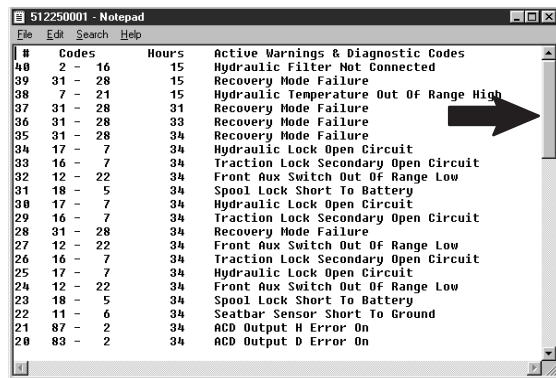 512250001 - Notepad
File Edit Search Help
# Codes Hours Active Warnings & Diagnostic Codes
40 2 - 16 15 Hydraulic Filter Not Connected
39 31 - 28 15 Recovery Mode Failure
38 7 - 21 15 Hydraulic Temperature Out Of Range High
37 31 - 28 31 Recovery Mode Failure
36 31 - 28 33 Recovery Mode Failure
35 31 - 28 34 Recovery Mode Failure
34 17 - 7 34 Hydraulic Lock Open Circuit
33 16 - 7 34 Traction Lock Secondary Open Circuit
32 12 - 22 34 Front Aux Switch Out Of Range Low
31 18 - 5 34 Spool Lock Short To Battery
30 17 - 7 34 Hydraulic Lock Open Circuit
29 16 - 7 34 Traction Lock Secondary Open Circuit
28 31 - 28 34 Recovery Mode Failure
27 12 - 22 34 Front Aux Switch Out Of Range Low
26 16 - 7 34 Traction Lock Secondary Open Circuit
25 17 - 7 34 Hydraulic Lock Open Circuit
24 12 - 22 34 Front Aux Switch Out Of Range Low
23 18 - 5 34 Spool Lock Short To Battery
22 11 - 6 34 Seatbar Sensor Short To Ground
21 87 - 2 34 ACD Output H Error On
20 83 - 2 34 ACD Output D Error On